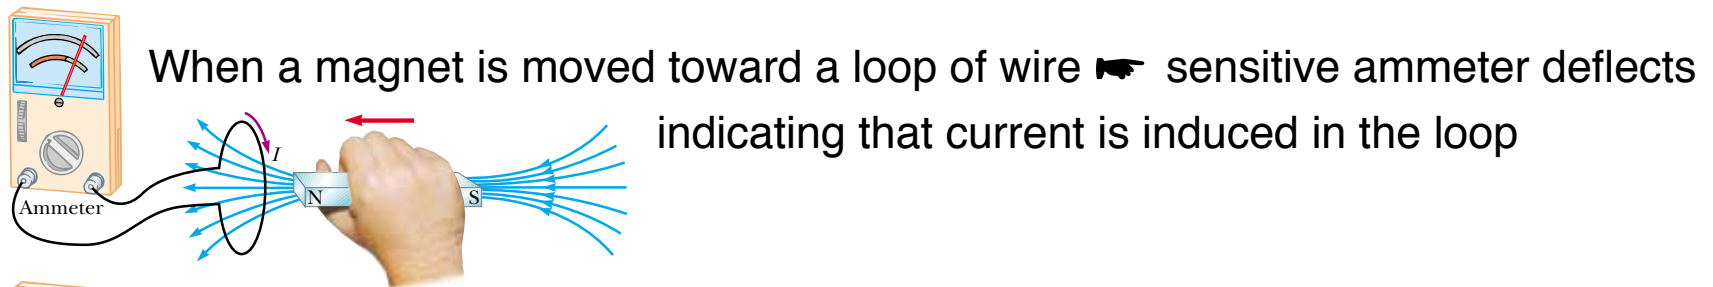 When a magnet is moved toward a loop of wire ☛ sensitive ammeter deflects
indicating that current is induced in the loop
I
N
S
Ammeter